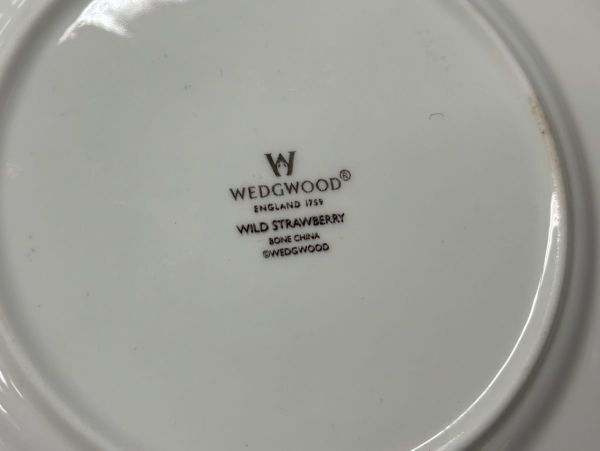 W
WEDGWOOD®
ENGLAND 1759
WILD STRAWBERRY
BONE CHINA
©WEDGWOOD